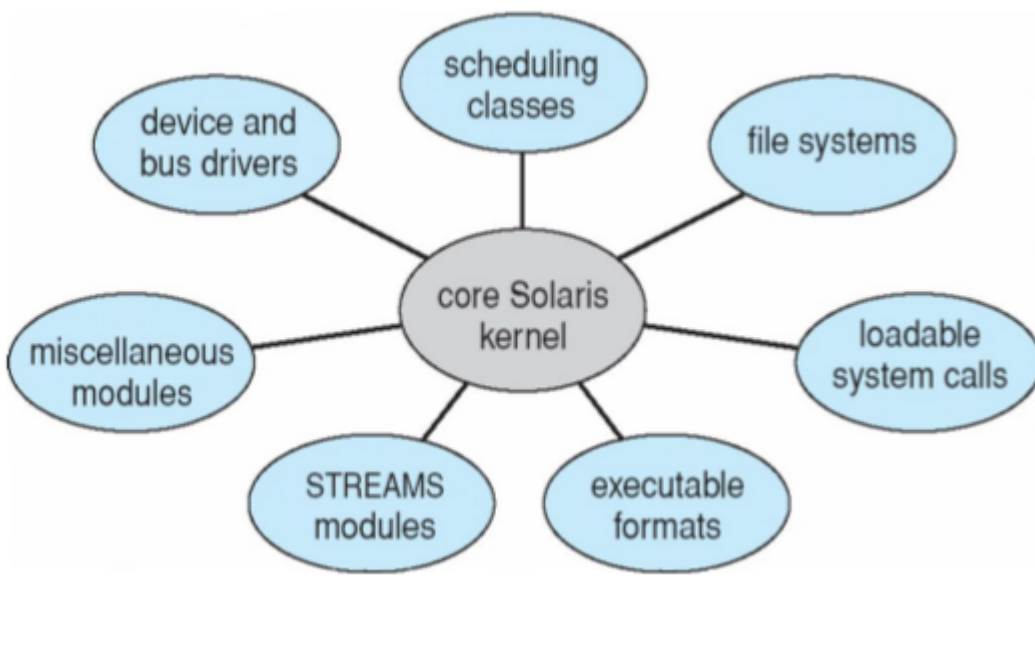 scheduling
classes
device and
bus drivers
file systems
core Solaris
kernel
miscellaneous
modules
loadable
system calls
STREAMS
modules
executable
formats